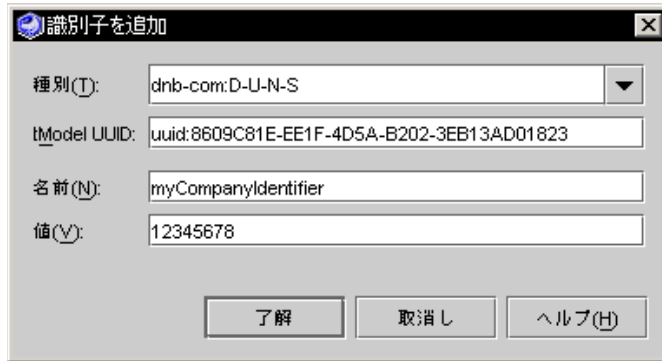 識別子を追加
種別(T): dnb-com:D-U-N-S
tModel UUID: uuid:8609C81E-EE1F-4D5A-B202-3EB13AD01823
名前(N): myCompanyIdentifier
値(V): 12345678
了解 取消し ヘルプ(H)